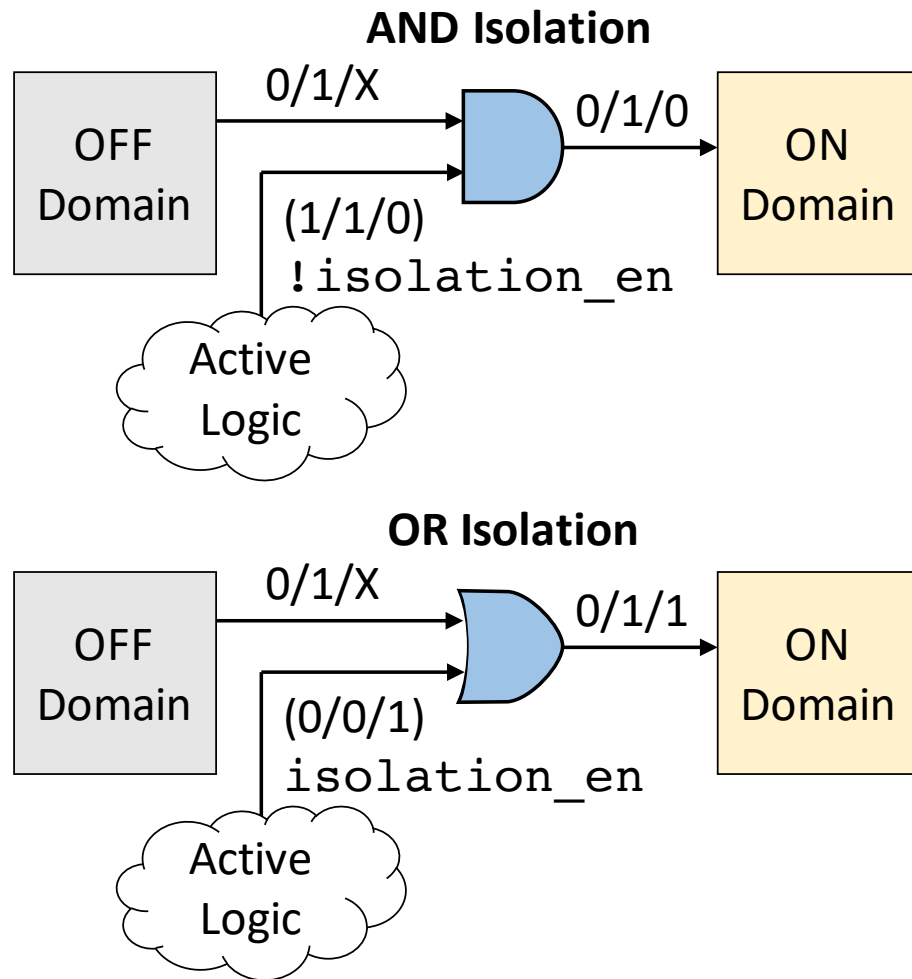 AND Isolation
0/1/X
0/1/0
OFF
Domain
ON
Domain
(1/1/0)
!isolation_en
Active
Logic
OR Isolation
0/1/X
0/1/1
OFF
Domain
ON
Domain
(0/0/1)
isolation_en
Active
Logic